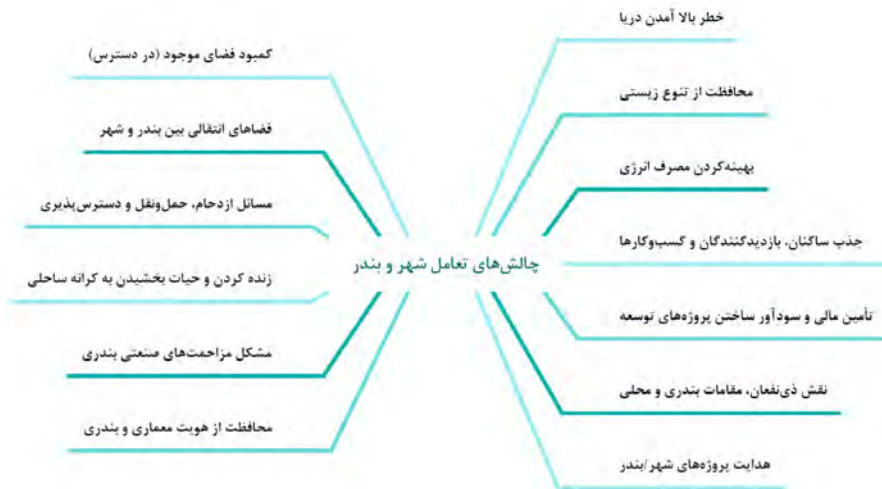 خطر بالا آمدن دریا
محافظت از تنوع زیستی
بهینه‌کردن مصرف انرژی
جذب ساکنان، بازدیدکنندگان و کسب‌وکارها
تأمین مالی و سودآور ساختن پروژه‌های توسعه
نقش ذی‌نفعان، مقامات بندری و محلی
هدایت پروژه‌های شهر/بندر
چالش‌های تعامل شهر و بندر
کمبود فضای موجود (در دسترس)
فضاهای انتقالی بین بندر و شهر
مسائل ازدحام، حمل‌ونقل و دسترس‌پذیری
زنده کردن و حیات بخشیدن به کرانه ساحلی
مشکل مزاحمت‌های صنعتی بندری
محافظت از هویت معماری و بندری